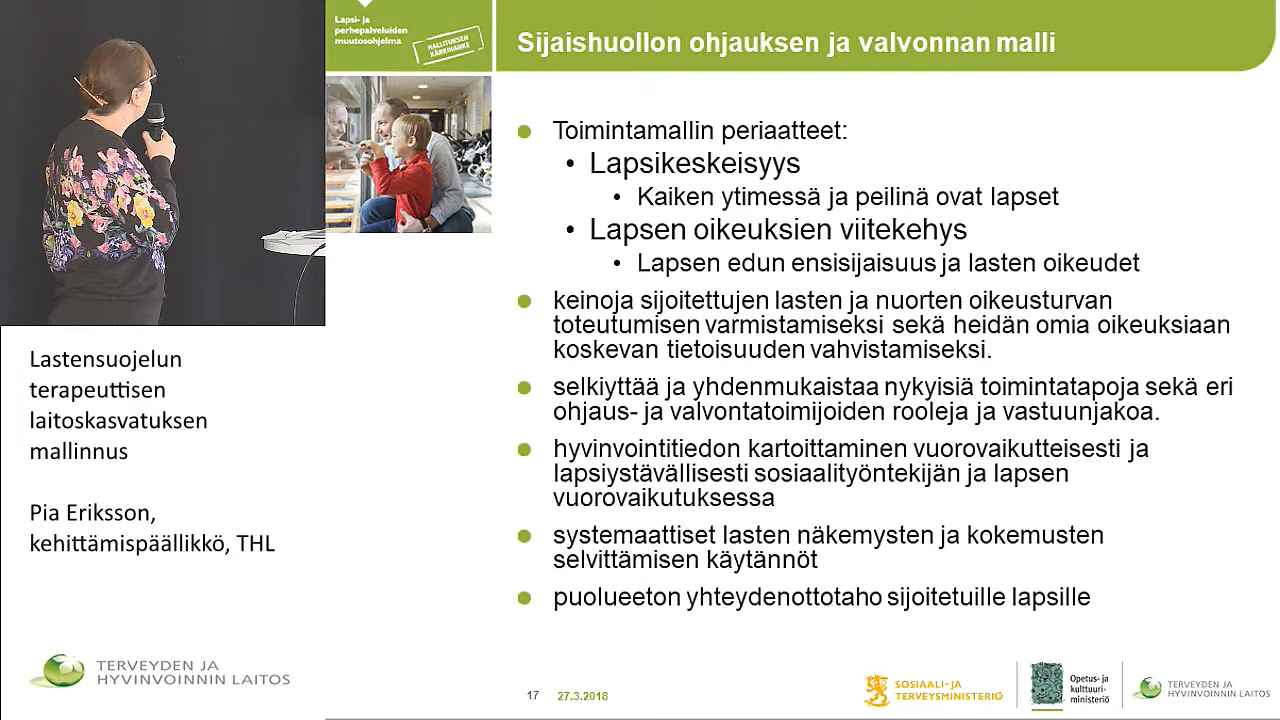 Lapsi- ja
perhepalveluiden
muutosohjelma
HALLITUKSEN
KÄRKIHANKE
Sijaishuollon ohjauksen ja valvonnan malli
Toimintamallin periaatteet:
Lapsikeskeisyys
Kaiken ytimessä ja peilinä ovat lapset
Lapsen oikeuksien viitekehys
Lapsen edun ensisijaisuus ja lasten oikeudet
keinoja sijoitettujen lasten ja nuorten oikeusturvan
toteutumisen varmistamiseksi sekä heidän omia oikeuksiaan
koskevan tietoisuuden vahvistamiseksi.
selkiyttää ja yhdenmukaistaa nykyisiä toimintatapoja sekä eri
ohjaus- ja valvontatoimijoiden rooleja ja vastuunjakoa.
hyvinvointitiedon kartoittaminen vuorovaikutteisesti ja
lapsiystävällisesti sosiaalityöntekijän ja lapsen
vuorovaikutuksessa
systemaattiset lasten näkemysten ja kokemusten
selvittämisen käytännöt
puolueeton yhteydenottotaho sijoitetuille lapsille
Lastensuojelun
terapeuttisen
laitoskasvatuksen
mallinnus
Pia Eriksson,
kehittämispäällikkö, THL
TERVEYDEN JA
HYVINVOINNIN LAITOS
17 27.3.2018
SOSIAALI- JA
TERVEYSMINISTERIÖ
Opetus- ja
kulttuuri-
ministeriö
TERVEYDEN JA
HYVINVOINNIN LAITOS